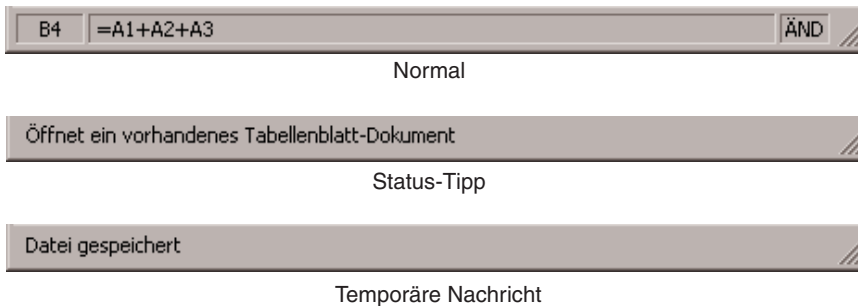 B4 =A1+A2+A3 ÄND
Normal
Öffnet ein vorhandenes Tabellenblatt-Dokument
Status-Tipp
Datei gespeichert
Temporäre Nachricht